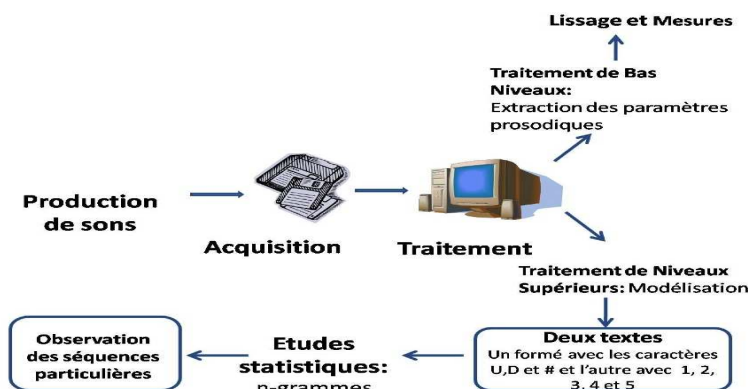 Lissage et Mesures
Traitement de Bas
Niveaux:
Extraction des paramètres
prosodiques
Production
de sons
Acquisition
Traitement
Traitement de Niveaux
Supérieurs: Modélisation
Deux textes
Un formé avec les caractères
U,D et # et l'autre avec 1, 2,
3, 4 et 5
Etudes
statistiques:
n-grammes
Observation
des séquences
particulières